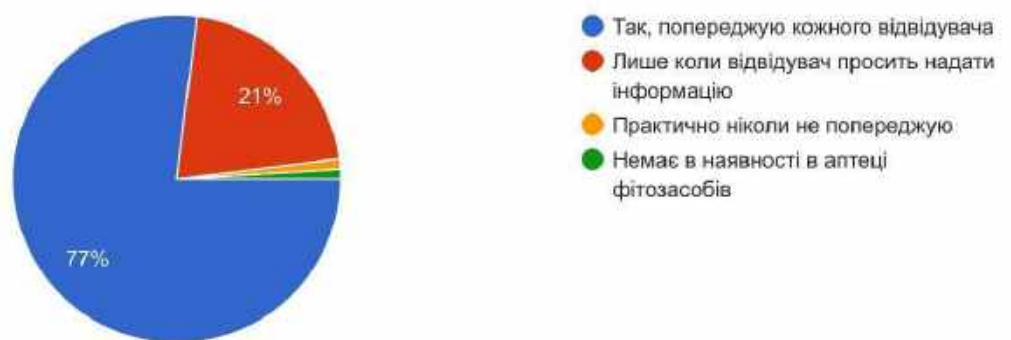 21%
77%
Так, попереджую кожного відвідувача
Лише коли відвідувач просить надати
інформацію
Практично ніколи не попереджую
Немає в наявності в аптеці
фітозасобів